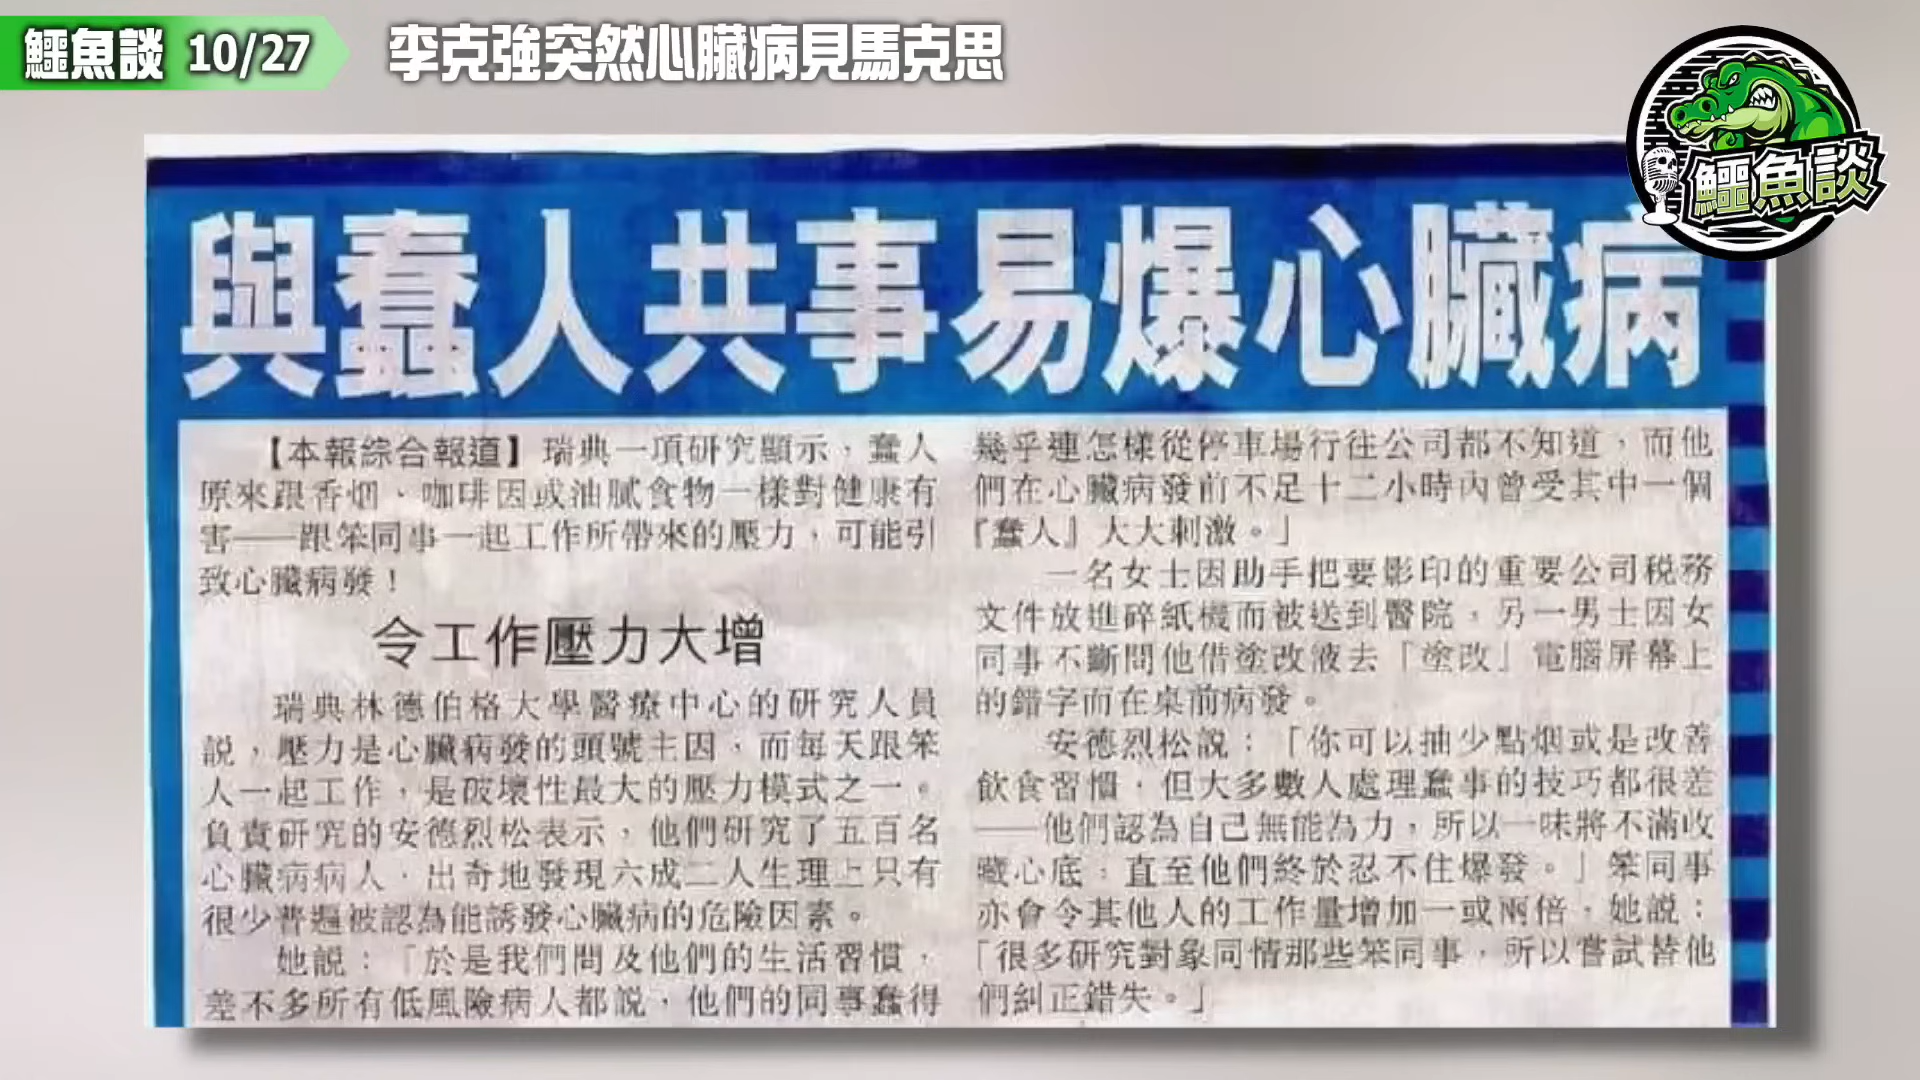 鱷魚談 10/27
李克強突然心臟病見馬克思
鱷魚談
與蠢人共事易爆心臟病
【本報綜合報道】瑞典一項研究顯示，蠢人
原來跟香烟、咖啡因或油膩食物一樣對健康有
害——跟笨同事一起工作所帶來的壓力，可能引
致心臟病發！
令工作壓力大增
瑞典林德伯格大學醫療中心的研究人員
說，壓力是心臟病發的頭號主因，而每天跟笨
人一起工作，是破壞性最大的壓力模式之一。
負責研究的安德烈松表示，他們研究了五百名
心臟病病人，出奇地發現六成二人生理上只有
很少普遍被認為能誘發心臟病的危險因素。
她說：「於是我們問及他們的生活習慣，
差不多所有低風險病人都說，他們的同事蠢得
幾乎連怎樣從停車場行往公司都不知道，而他
們在心臟病發前不足十二小時內曾受其中一個
『蠢人』大大刺激。」
一名女士因助手把要影印的重要公司稅務
文件放進碎紙機而被送到醫院，另一男士因女
同事不斷問他借塗改液去「塗改」電腦屏幕上
的錯字而在桌前病發。
安德烈松說：「你可以抽少點烟或是改善
飲食習慣，但大多數人處理蠢事的技巧都很差
——他們認為自己無能為力，所以一味將不滿收
藏心底，直至他們終於忍不住爆發。」笨同事
亦會令其他人的工作量增加一或兩倍，她說：
「很多研究對象同情那些笨同事，所以嘗試替他
們糾正錯失。」